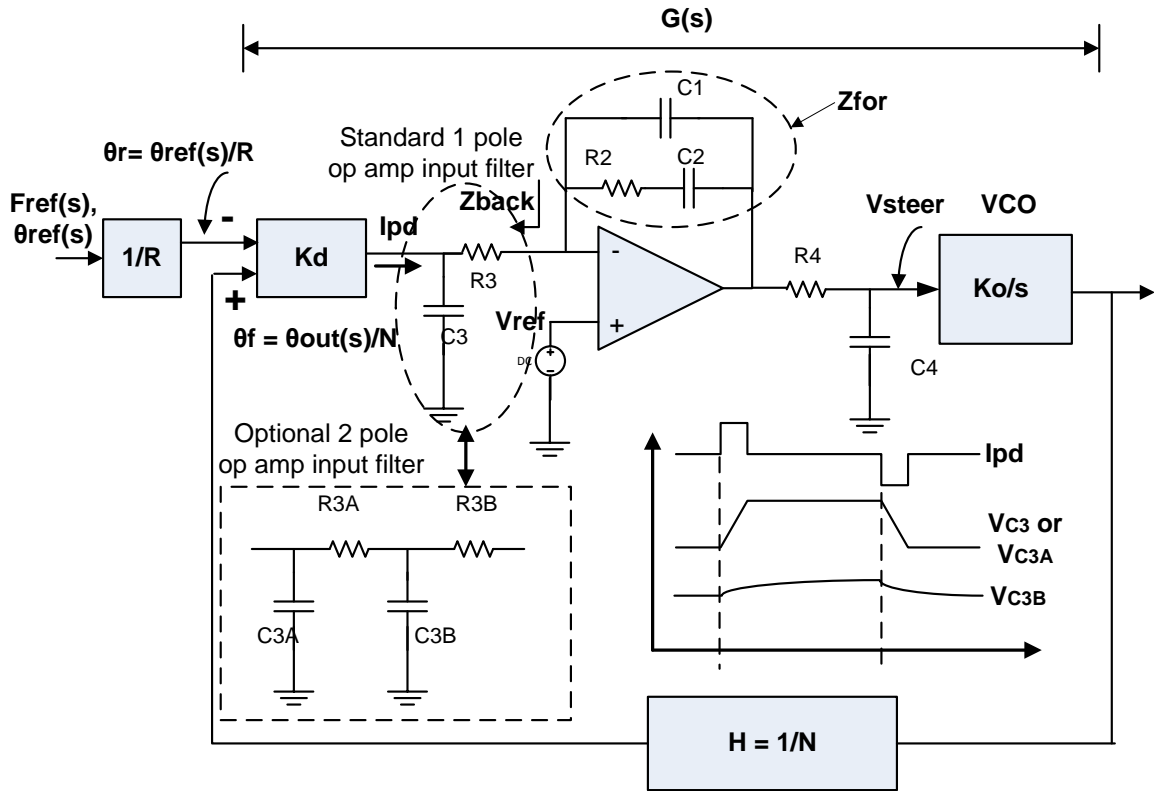 G(s)
C1
Zfor
Standard 1 pole
op amp input filter
R2
C2
θr= θref(s)/R
Zback
Vsteer
VCO
Fref(s),
θref(s)
-
Ipd
1/R
Kd
R3
-
R4
Ko/s
+
Vref
+
θf = θout(s)/N
C3
DC
+
-
C4
Optional 2 pole
op amp input filter
Ipd
R3A
R3B
VC3 or
VC3A
VC3B
C3A
C3B
H = 1/N